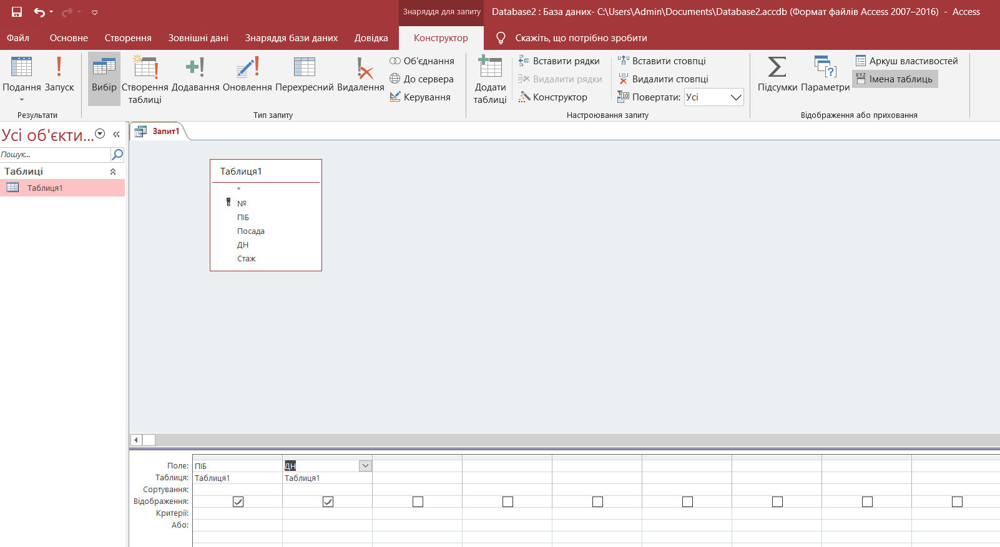 Знаряддя для запиту
Database2 : База даних- C:\Users\Admin\Documents\Database2.accdb (Формат файлів Access 2007–2016) - Access
Файл Основне Створення Зовнішні дані Знаряддя бази даних Довідка Конструктор Скажіть, що потрібно зробити
Подання
Запуск
Результати
Вибір
Створення таблиці
Додавання
Оновлення
Перехресний
Видалення
Об'єднання
До сервера
Керування
Тип запиту
Додати таблиці
Вставити рядки
Видалити рядки
Конструктор
Вставити стовпці
Видалити стовпці
10 Повертати: Усі
Настроювання запиту
Підсумки
Параметри
Аркуш властивостей
XYZ Імена таблиць
Відображення або приховання
Усі об'єкти...
Пошук...
Таблиці
Таблиця1
Запит1
Таблиця1
*
№
ПІБ
Посада
ДН
Стаж
Поле: ПІБ ДН
Таблиця: Таблиця1 Таблиця1
Сортування:
Відображення:
Критерії:
Або: